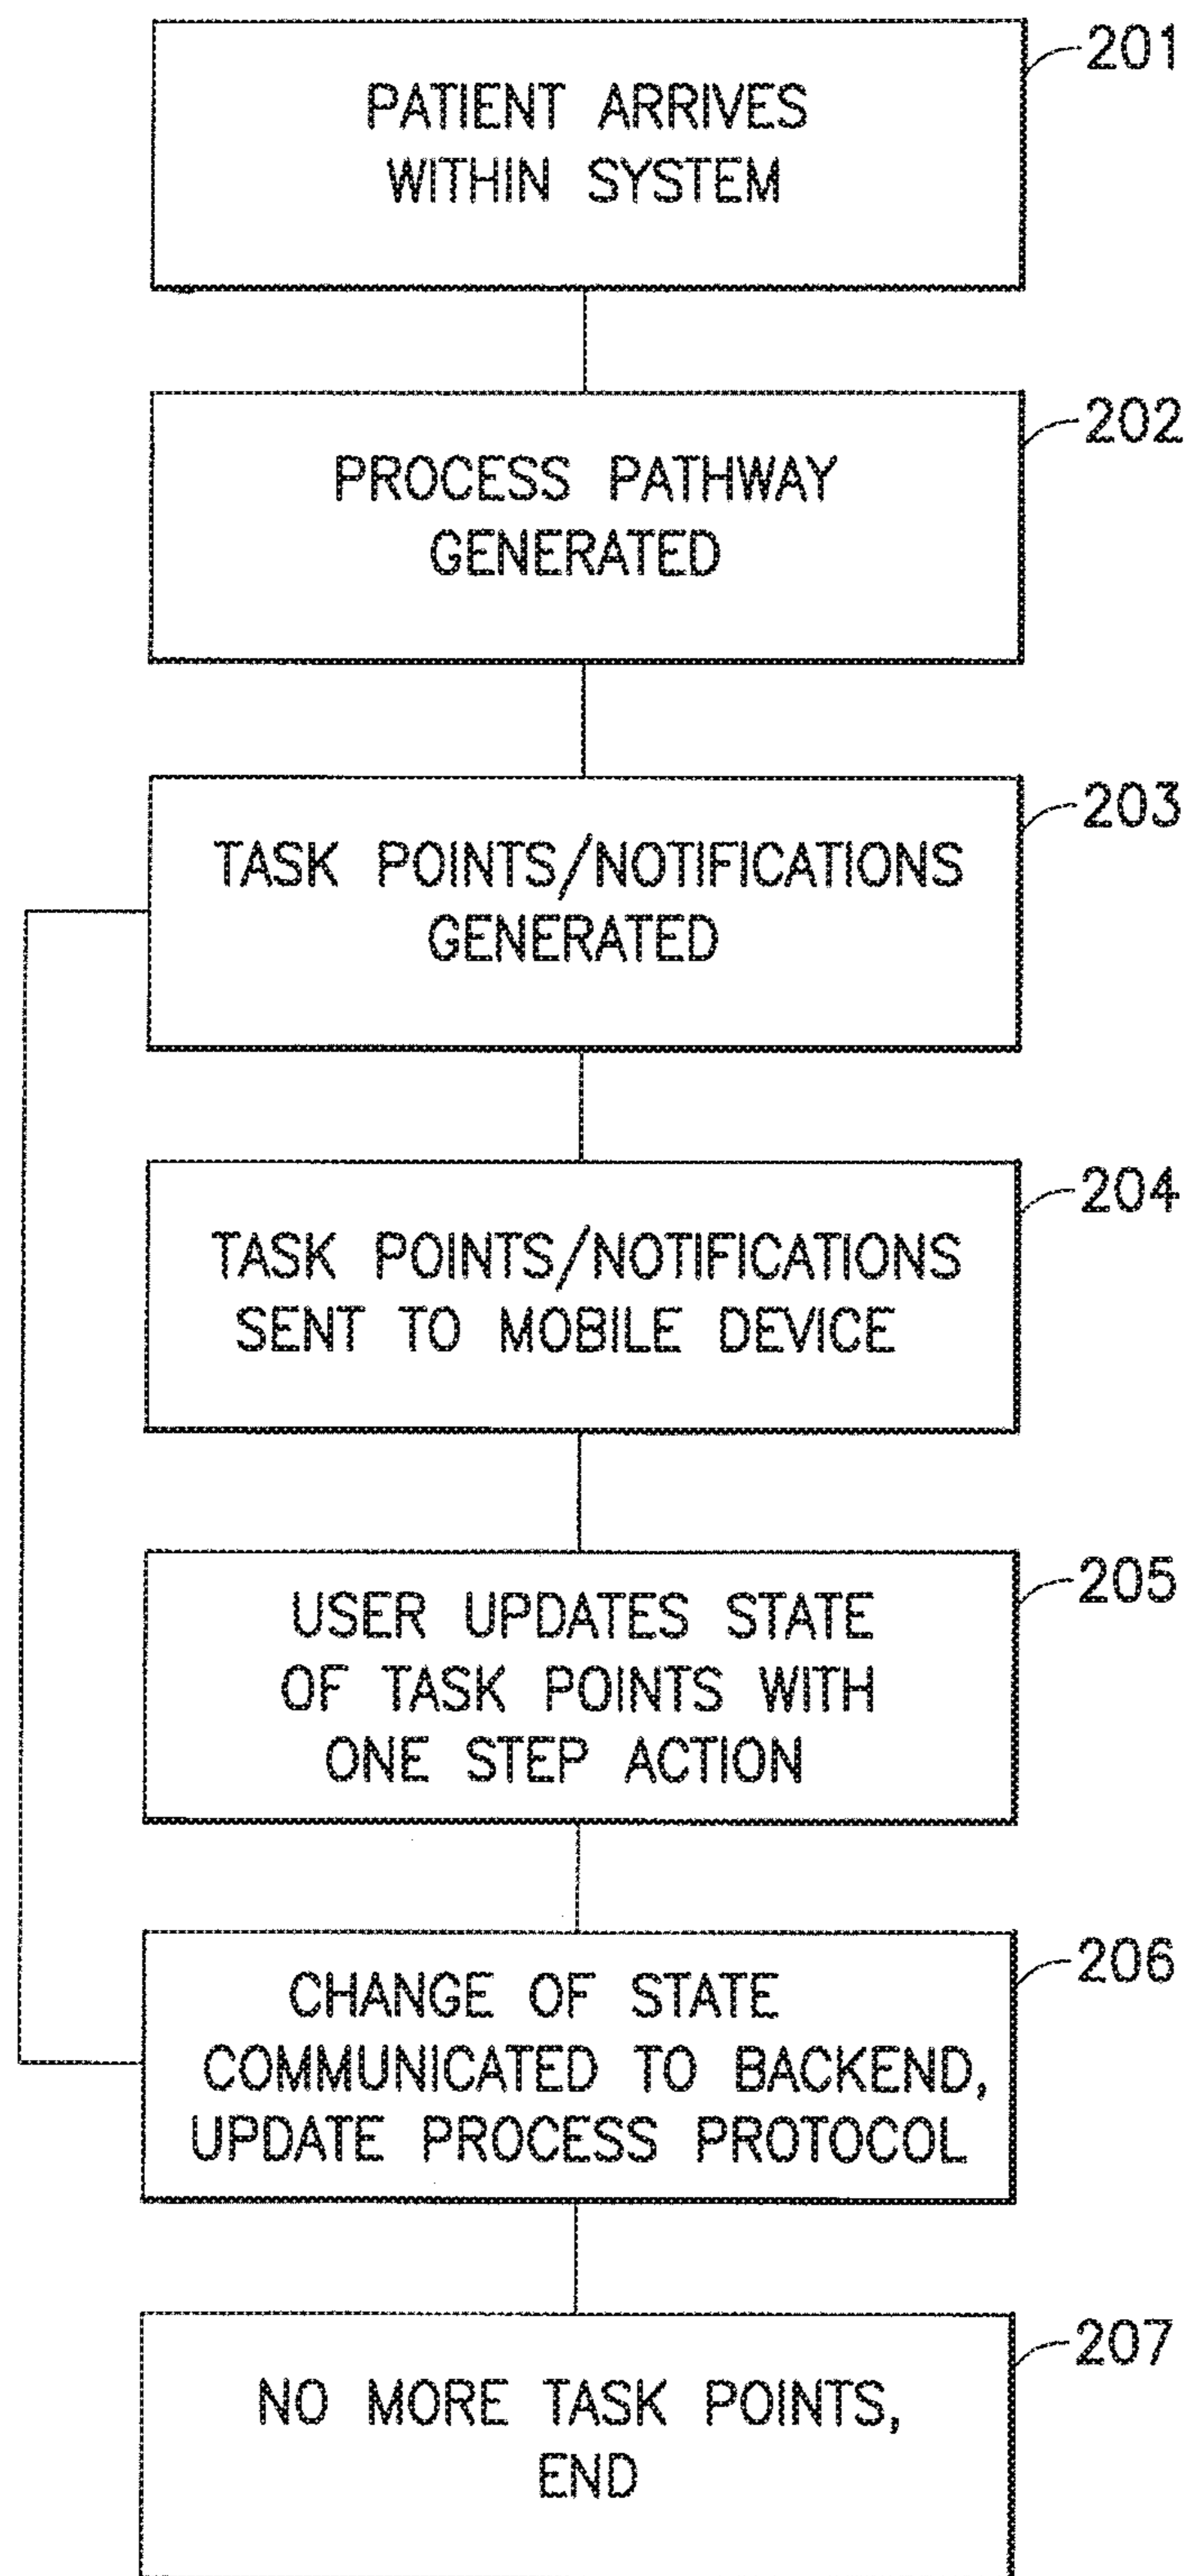 201
PATIENT ARRIVES
WITHIN SYSTEM
202
PROCESS PATHWAY
GENERATED
203
TASK POINTS/NOTIFICATIONS
GENERATED
204
TASK POINTS/NOTIFICATIONS
SENT TO MOBILE DEVICE
205
USER UPDATES STATE
OF TASK POINTS WITH
ONE STEP ACTION
206
CHANGE OF STATE
COMMUNICATED TO BACKEND,
UPDATE PROCESS PROTOCOL
207
NO MORE TASK POINTS,
END